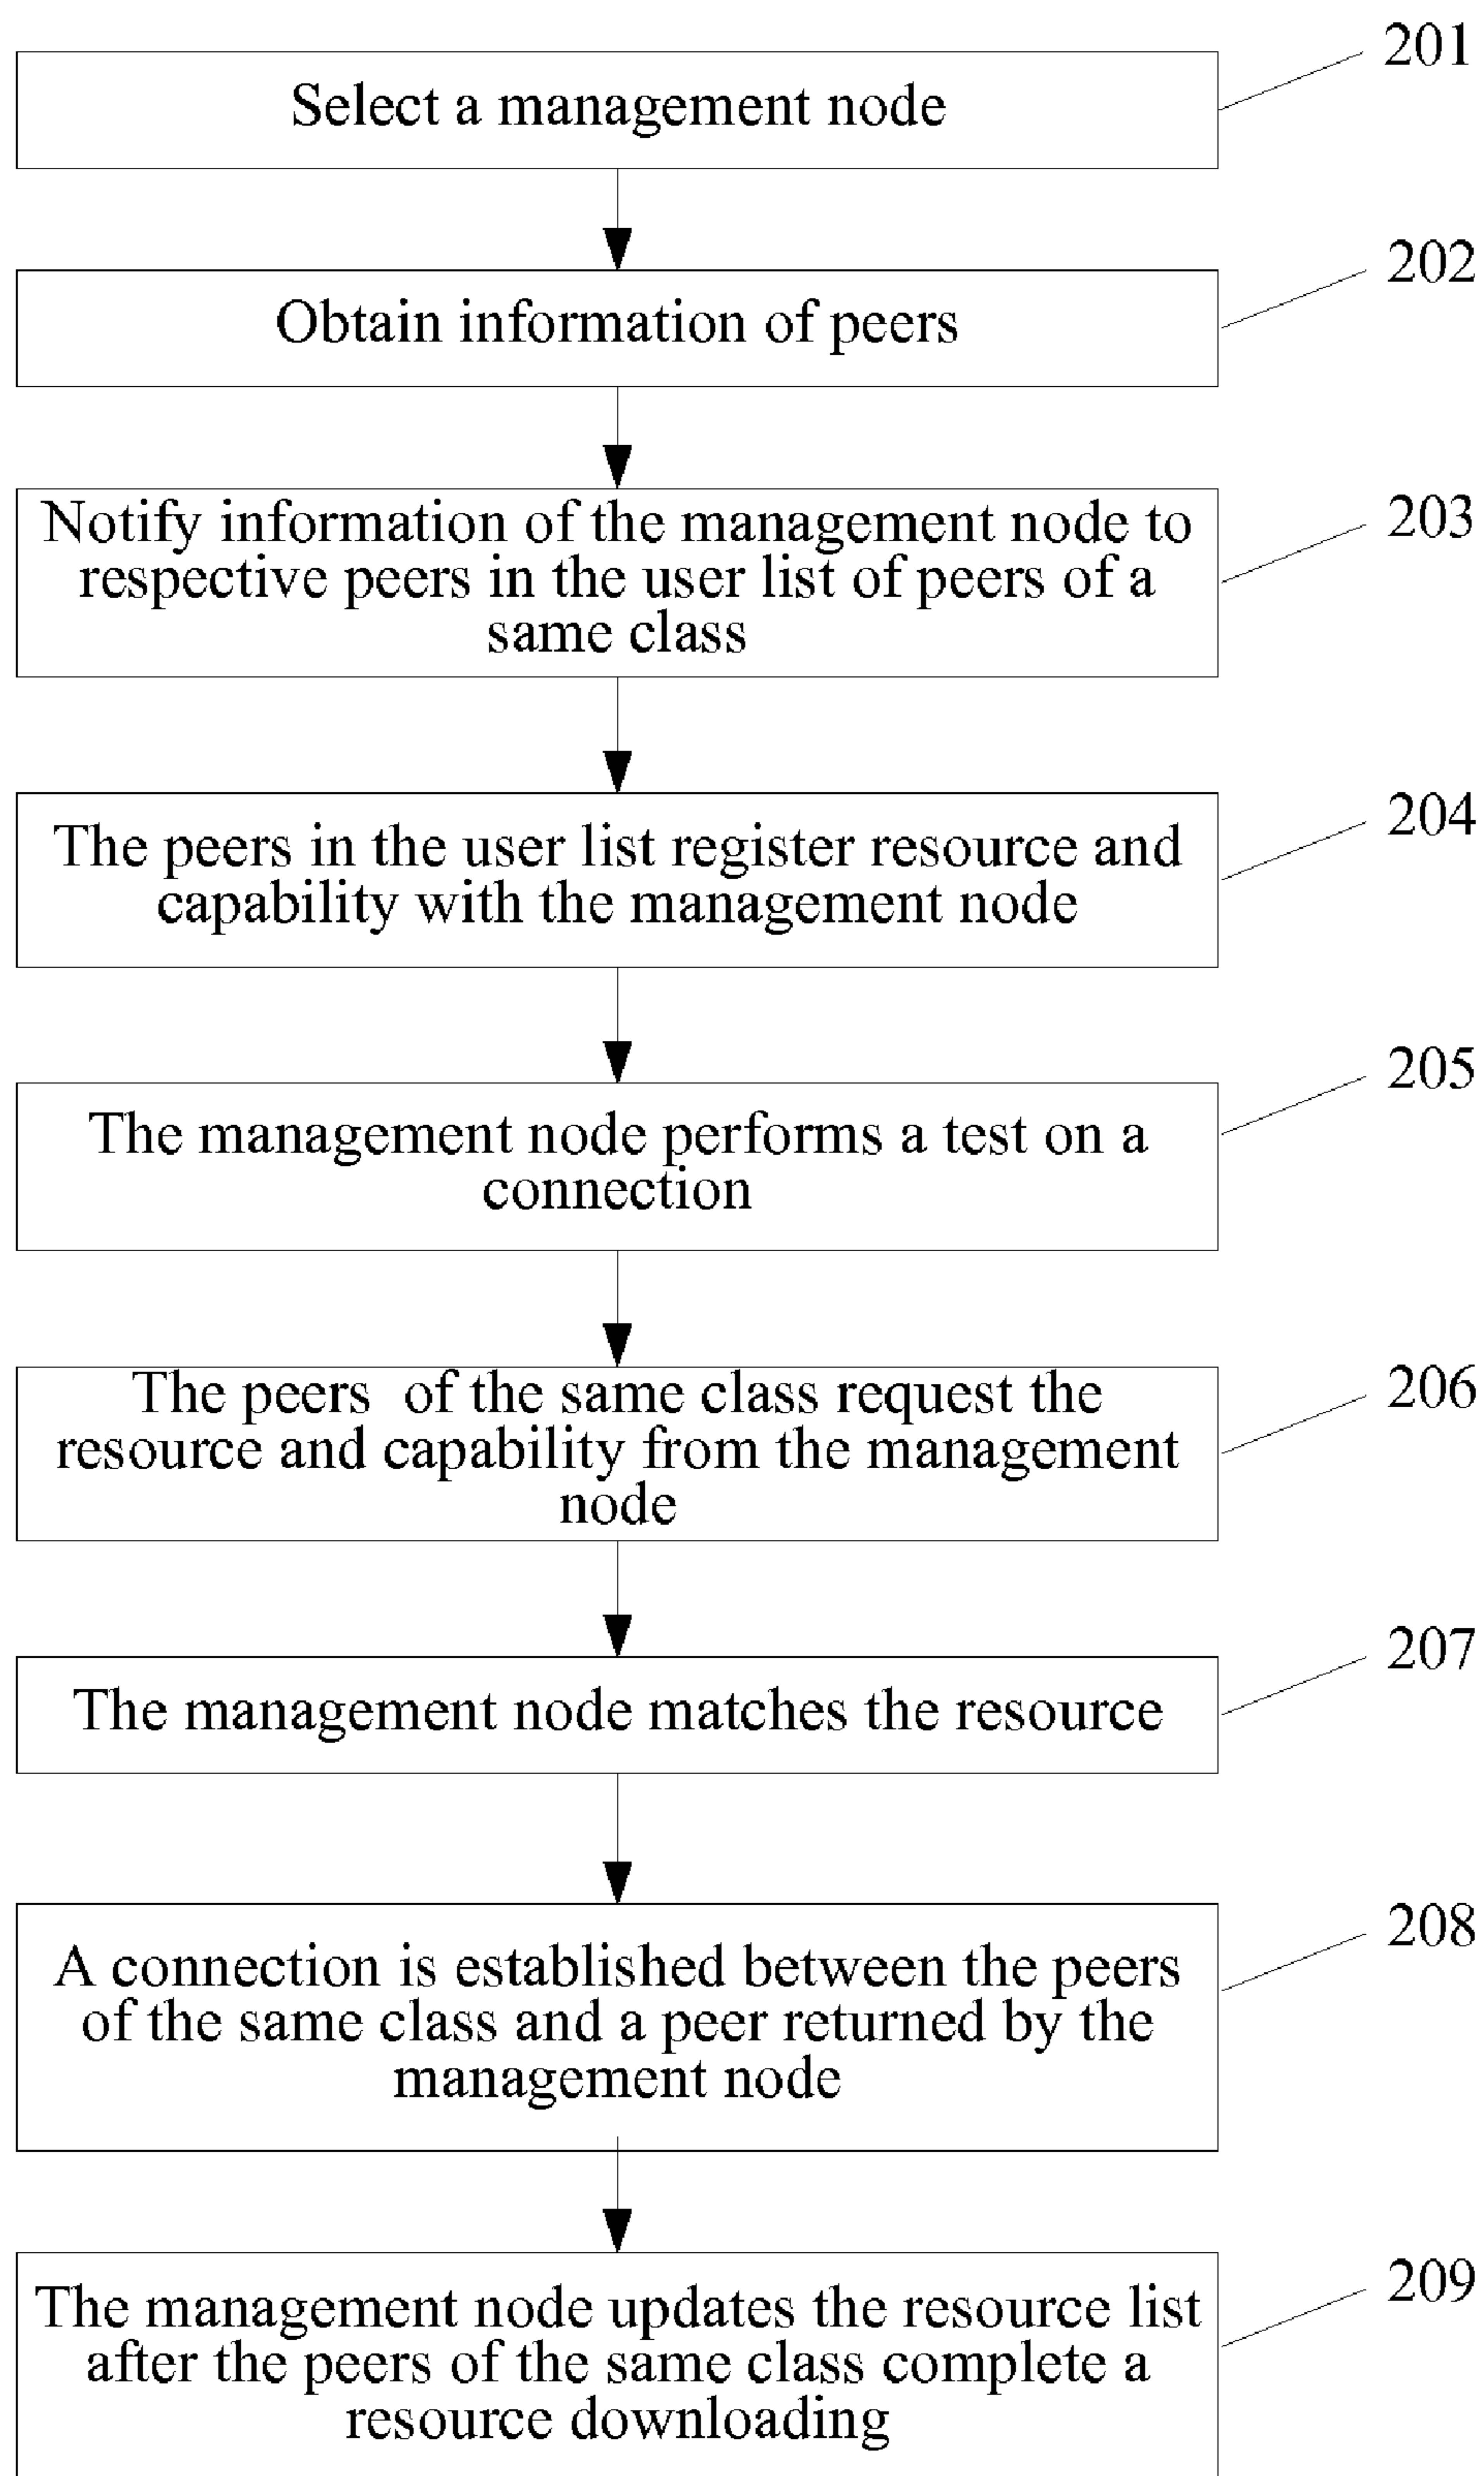 201
Select a management node
202
Obtain information of peers
203
Notify information of the management node to
respective peers in the user list of peers of a
same class
204
The peers in the user list register resource and
capability with the management node
205
The management node performs a test on a
connection
206
The peers of the same class request the
resource and capability from the management
node
207
The management node matches the resource
208
A connection is established between the peers
of the same class and a peer returned by the
management node
209
The management node updates the resource list
after the peers of the same class complete a
resource downloading